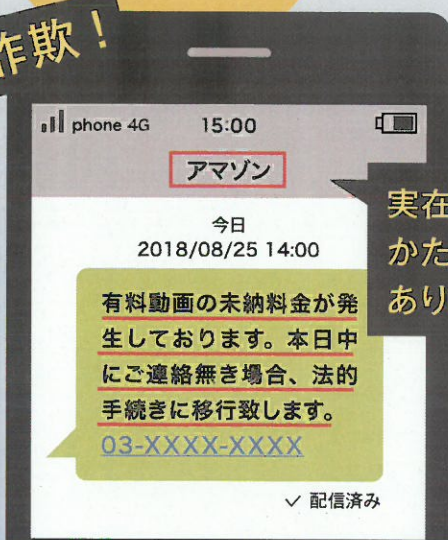 詐欺！
phone 4G 15:00
アマゾン
実在
かた
あり
今日
2018/08/25 14:00
有料動画の未納料金が発
生しております。本日中
にご連絡無き場合、法的
手続きに移行致します。
03-XXXX-XXXX
✓ 配信済み